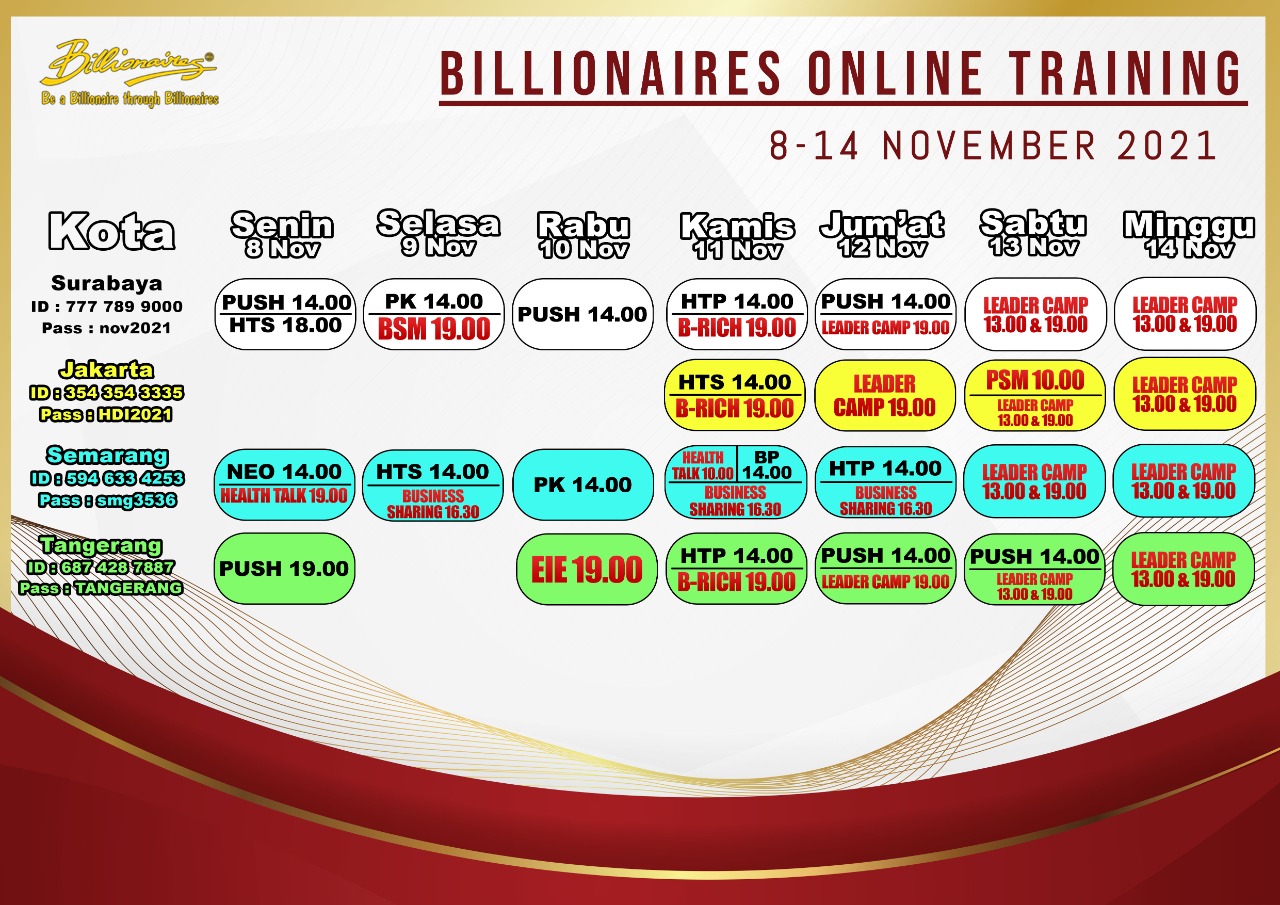 Billionaires
Be a Billionaire through Billionaires
BILLIONAIRES ONLINE TRAINING
8-14 NOVEMBER 2021
Kota
Senin
8 Nov
Selasa
9 Nov
Rabu
10 Nov
Kamis
11 Nov
Jum'at
12 Nov
Sabtu
13 Nov
Minggu
14 Nov
Surabaya
ID : 777 789 9000
Pass : nov2021
PUSH 14.00
HTS 18.00
PK 14.00
BSM 19.00
PUSH 14.00
HTP 14.00
B-RICH 19.00
PUSH 14.00
LEADER CAMP 19.00
LEADER CAMP
13.00 & 19.00
LEADER CAMP
13.00 & 19.00
Jakarta
ID : 354 354 3335
Pass : HDI2021
HTS 14.00
B-RICH 19.00
LEADER
CAMP 19.00
PSM 10.00
LEADER CAMP
13.00 & 19.00
LEADER CAMP
13.00 & 19.00
Semarang
ID : 594 633 4253
Pass : smg3536
NEO 14.00
HEALTH TALK 19.00
HTS 14.00
BUSINESS
SHARING 16.30
PK 14.00
HEALTH
TALK 10.00
BP
14.00
BUSINESS
SHARING 16.30
HTP 14.00
BUSINESS
SHARING 16.30
LEADER CAMP
13.00 & 19.00
LEADER CAMP
13.00 & 19.00
Tangerang
ID : 687 428 7887
Pass : TANGERANG
PUSH 19.00
EIE 19.00
HTP 14.00
B-RICH 19.00
PUSH 14.00
LEADER CAMP 19.00
PUSH 14.00
LEADER CAMP
13.00 & 19.00
LEADER CAMP
13.00 & 19.00